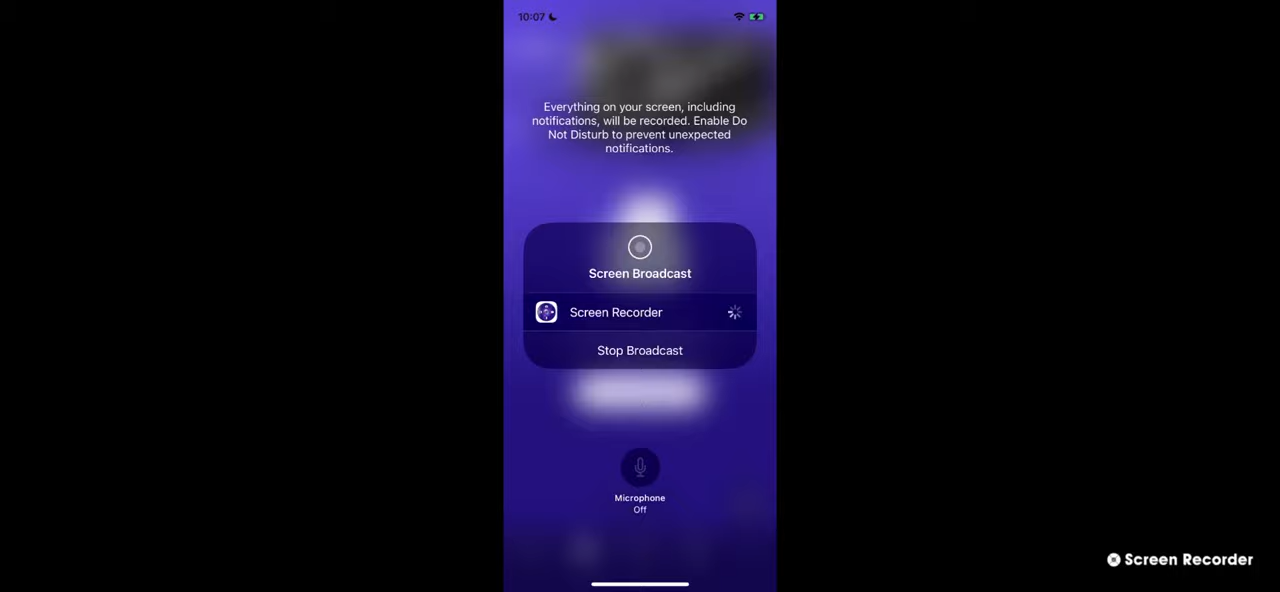 10:07
Everything on your screen, including
notifications, will be recorded. Enable Do
Not Disturb to prevent unexpected
notifications.
Screen Broadcast
Screen Recorder
Stop Broadcast
Microphone
Off
Screen Recorder